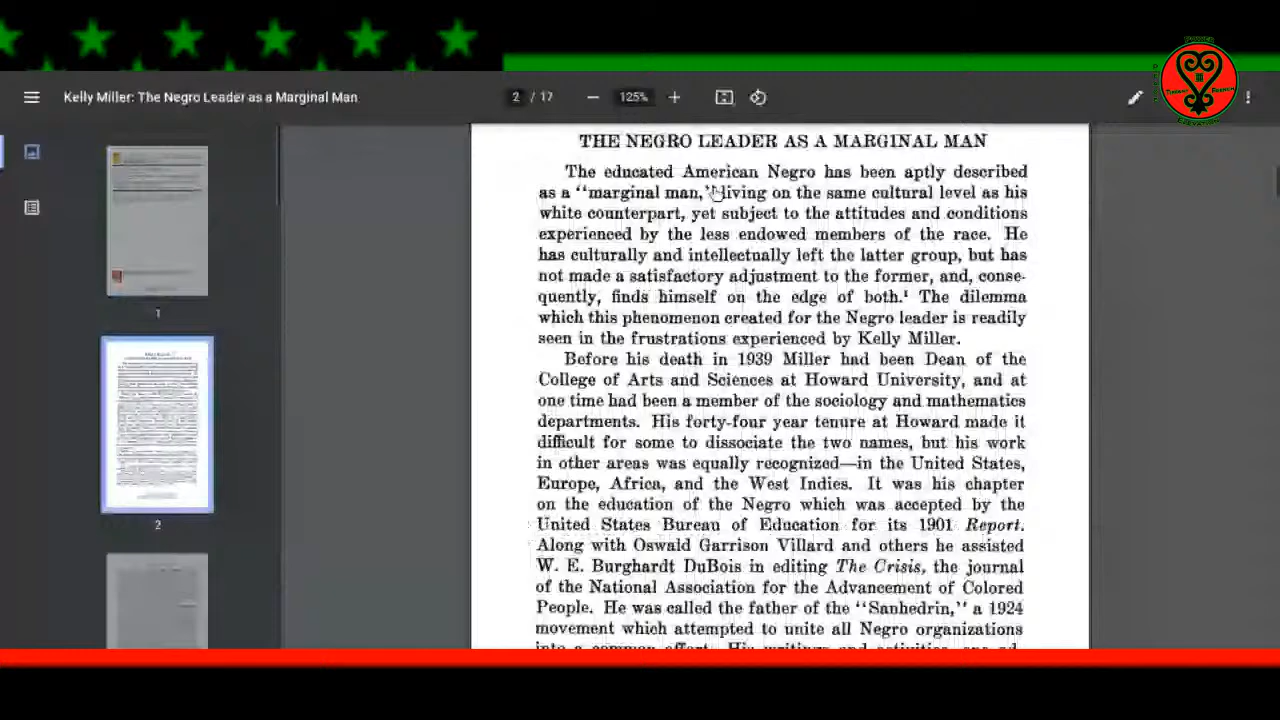 POWER
Kelly Miller: The Negro Leader as a Marginal Man
2 / 17
125%
THE NEGRO LEADER AS A MARGINAL MAN
The educated American Negro has been aptly described
as a "marginal man," living on the same cultural level as his
white counterpart, yet subject to the attitudes and conditions
experienced by the less endowed members of the race. He
has culturally and intellectually left the latter group, but has
not made a satisfactory adjustment to the former, and, conse-
quently, finds himself on the edge of both.¹ The dilemma
which this phenomenon created for the Negro leader is readily
seen in the frustrations experienced by Kelly Miller.
Before his death in 1939 Miller had been Dean of the
College of Arts and Sciences at Howard University, and at
one time had been a member of the sociology and mathematics
departments. His forty-four year tenure at Howard made it
difficult for some to dissociate the two names, but his work
in other areas was equally recognized—in the United States,
Europe, Africa, and the West Indies. It was his chapter
on the education of the Negro which was accepted by the
United States Bureau of Education for its 1901 Report.
Along with Oswald Garrison Villard and others he assisted
W. E. Burghardt DuBois in editing The Crisis, the journal
of the National Association for the Advancement of Colored
People. He was called the father of the "Sanhedrin," a 1924
movement which attempted to unite all Negro organizations
into a common effort. His writings and activities,
1
2